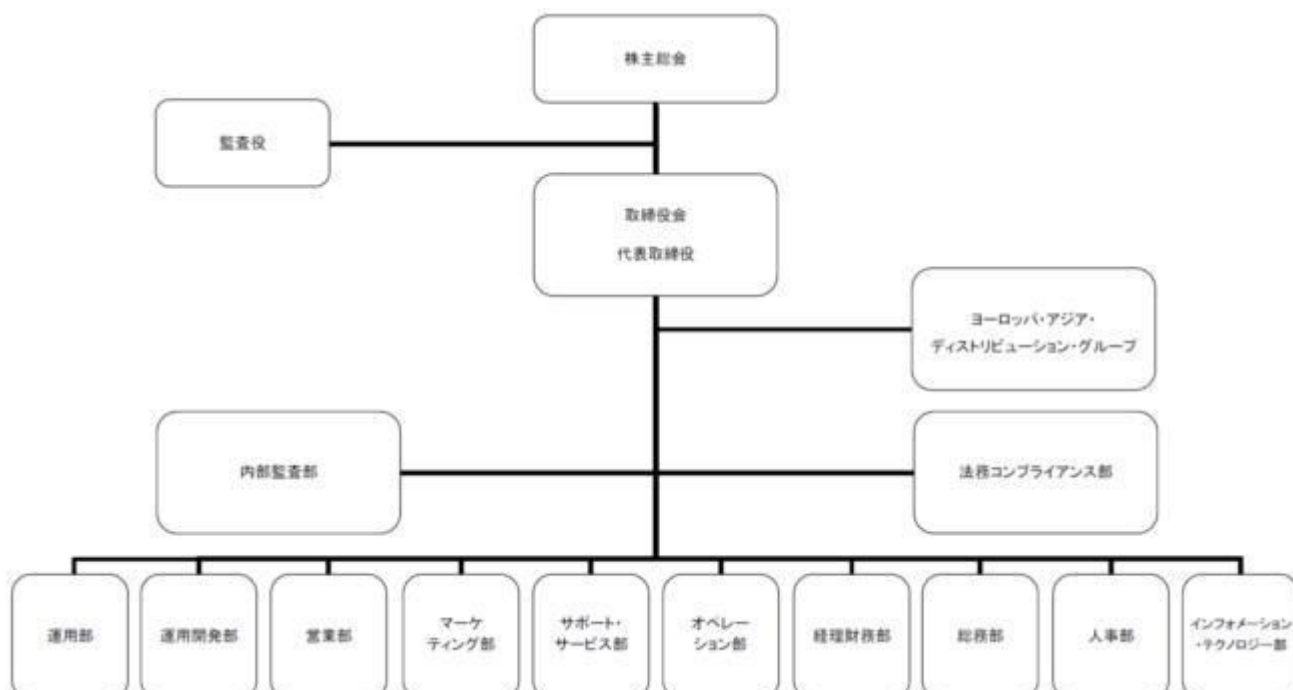 株主総会
監査役
取締役会
代表取締役
ヨーロッパ・アジア・
ディストリビューション・グループ
内部監査部
法務コンプライアンス部
運用部
運用開発部
営業部
マーケ
ティング部
サポート・
サービス部
オペレー
ション部
経理財務部
総務部
人事部
インフォメーション
・テクノロジー部